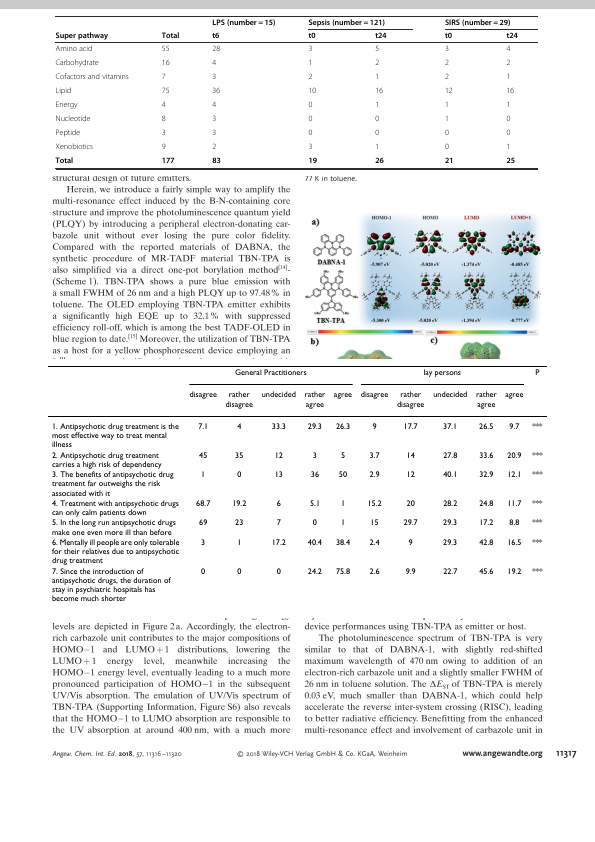 LPS (number = 15) Sepsis (number = 121) SIRS (number = 29)
Super pathway Total t6 t0 t24 t0 t24
Amino acid 55 28 3 5 3 4
Carbohydrate 16 4 1 2 2 2
Cofactors and vitamins 7 3 2 1 2 1
Lipid 75 36 10 16 12 16
Energy 4 4 0 1 1 1
Nucleotide 8 3 0 0 1 0
Peptide 3 3 0 0 0 0
Xenobiotics 9 2 3 1 0 1
Total 177 83 19 26 21 25
structural design of future emitters.
Herein, we introduce a fairly simple way to amplify the
multi-resonance effect induced by the B-N-containing core
structure and improve the photoluminescence quantum yield
(PLQY) by introducing a peripheral electron-donating car-
bazole unit without ever losing the pure color fidelity.
Compared with the reported materials of DABNA, the
synthetic procedure of MR-TADF material TBN-TPA is
also simplified via a direct one-pot borylation method[14]-
(Scheme 1). TBN-TPA shows a pure blue emission with
a small FWHM of 26 nm and a high PLQY up to 97.48 % in
toluene. The OLED employing TBN-TPA emitter exhibits
a significantly high EQE up to 32.1 % with suppressed
efficiency roll-off, which is among the best TADF-OLED in
blue region to date.[15] Moreover, the utilization of TBN-TPA
as a host for a yellow phosphorescent device employing an
77 K in toluene.
a) HOMO-1 HOMO LUMO LUMO+1
DABNA-1
TBN-TPA
b) c)
General Practitioners lay persons P
disagree rather disagree undecided rather agree agree disagree rather disagree undecided rather agree agree
1. Antipsychotic drug treatment is the 7.1 4 33.3 29.3 26.3 9 17.7 37.1 26.5 9.7 ***
most effective way to treat mental
illness
2. Antipsychotic drug treatment 45 35 12 3 5 3.7 14 27.8 33.6 20.9 ***
carries a high risk of dependency
3. The benefits of antipsychotic drug 1 0 13 36 50 2.9 12 40.1 32.9 12.1 ***
treatment far outweighs the risk
associated with it
4. Treatment with antipsychotic drugs 68.7 19.2 6 5.1 1 15.2 20 28.2 24.8 11.7 ***
can only calm patients down
5. In the long run antipsychotic drugs 69 23 7 0 1 15 29.7 29.3 17.2 8.8 ***
make one even more ill than before
6. Mentally ill people are only tolerable 3 1 17.2 40.4 38.4 2.4 9 29.3 42.8 16.5 ***
for their relatives due to antipsychotic
drug treatment
7. Since the introduction of 0 0 0 24.2 75.8 2.6 9.9 22.7 45.6 19.2 ***
antipsychotic drugs, the duration of
stay in psychiatric hospitals has
become much shorter
levels are depicted in Figure 2 a. Accordingly, the electron-
rich carbazole unit contributes to the major compositions of
HOMO−1 and LUMO + 1 distributions, lowering the
LUMO + 1 energy level, meanwhile increasing the
HOMO−1 energy level, eventually leading to a much more
pronounced participation of HOMO−1 in the subsequent
UV/Vis absorption. The emulation of UV/Vis spectrum of
TBN-TPA (Supporting Information, Figure S6) also reveals
that the HOMO−1 to LUMO absorption are responsible to
the UV absorption at around 400 nm, with a much more
device performances using TBN-TPA as emitter or host.
The photoluminescence spectrum of TBN-TPA is very
similar to that of DABNA-1, with slightly red-shifted
maximum wavelength of 470 nm owing to addition of an
electron-rich carbazole unit and a slightly smaller FWHM of
26 nm in toluene solution. The ΔEST of TBN-TPA is merely
0.03 eV, much smaller than DABNA-1, which could help
accelerate the reverse inter-system crossing (RISC), leading
to better radiative efficiency. Benefitting from the enhanced
multi-resonance effect and involvement of carbazole unit in
Angew. Chem. Int. Ed. 2018, 57, 11316–11320 © 2018 Wiley-VCH Verlag GmbH & Co. KGaA, Weinheim www.angewandte.org 11317